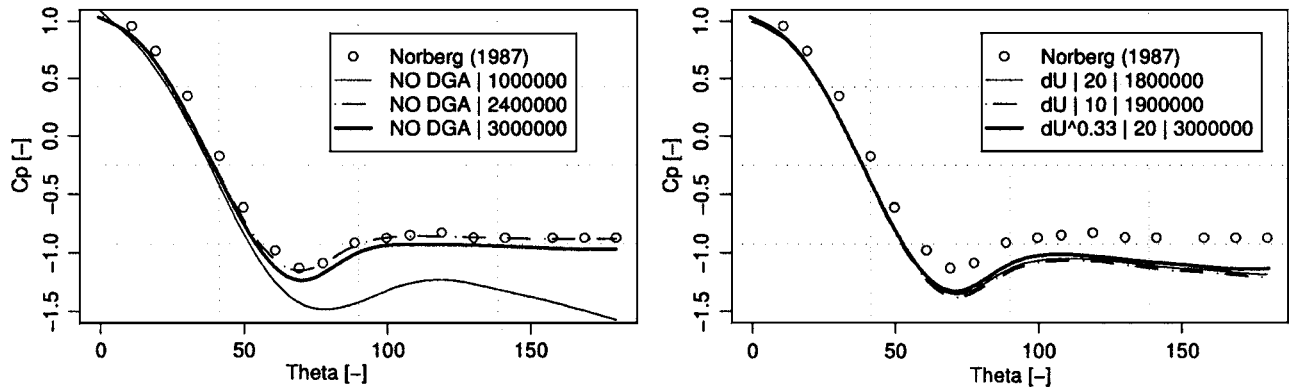 1.0
0.5
0.0
−0.5
−1.0
−1.5
Cp [−]
Norberg (1987)
NO DGA | 1000000
NO DGA | 2400000
NO DGA | 3000000
0 50 100 150
Theta [−]
1.0
0.5
0.0
−0.5
−1.0
−1.5
Cp [−]
Norberg (1987)
dU | 20 | 1800000
dU | 10 | 1900000
dU^0.33 | 20 | 3000000
0 50 100 150
Theta [−]